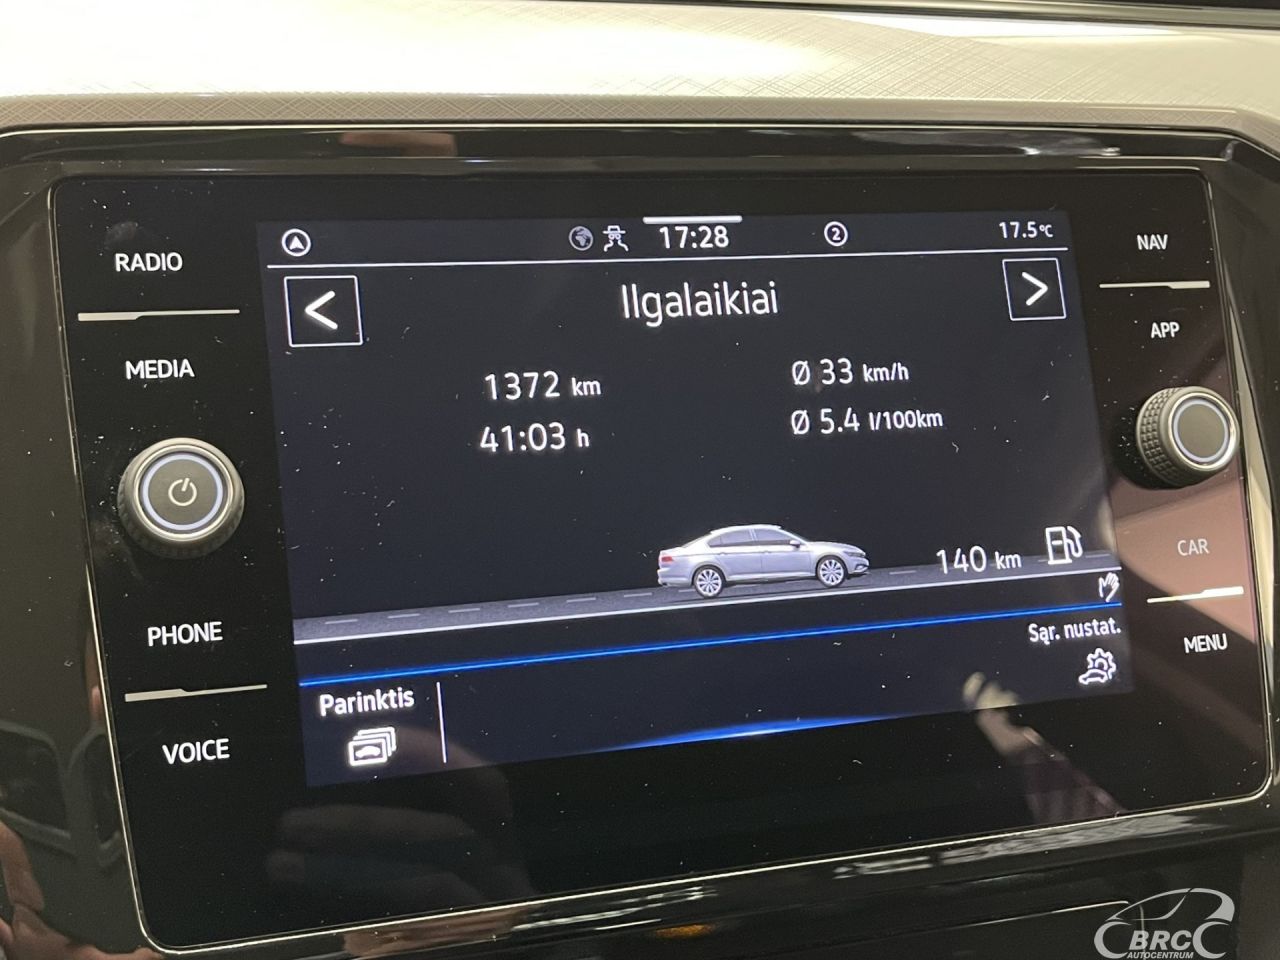 RADIO
MEDIA
PHONE
VOICE
17:28
2
17.5°C
<
Ilgalaikiai
>
1372 km
41:03 h
Ø 33 km/h
Ø 5.4 l/100km
140 km
Sąr. nustat.
Parinktis
NAV
APP
CAR
MENU
BRC
AUTOCENTRUM